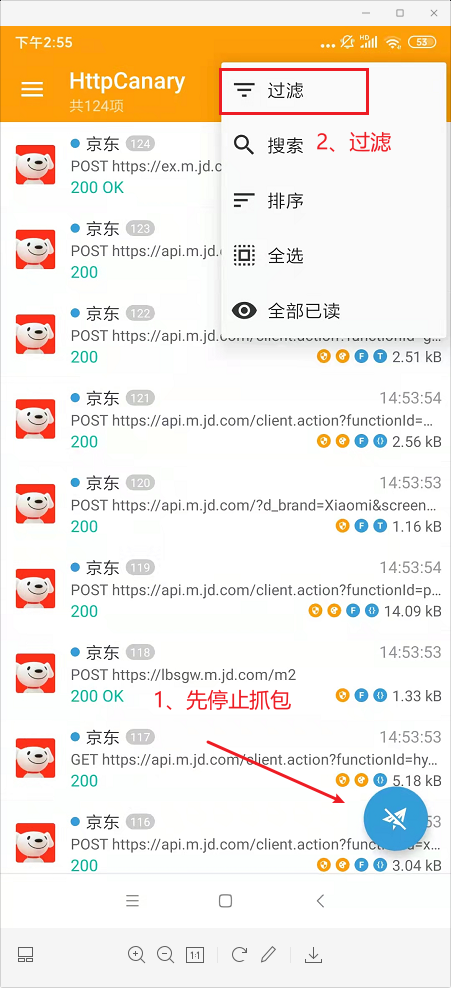 下午2:55
HD
53
HttpCanary
共124项
过滤
搜索
2、过滤
排序
全选
全部已读
京东 124
POST https://ex.m.jd.c
200 OK
京东 123
POST https://api.m.jd.
200
京东 122
POST https://api.m.jd.com/client.action?functionId=g…
200
F T 2.51 kB
京东 121
14:53:54
POST https://api.m.jd.com/client.action?functionId=…
200
F {} 2.56 kB
京东 120
14:53:53
POST https://api.m.jd.com/?d_brand=Xiaomi&screen…
200
F T 1.16 kB
京东 119
14:53:54
POST https://api.m.jd.com/client.action?functionId=p…
200
F {} 14.09 kB
京东 118
14:53:53
POST https://lbsgw.m.jd.com/m2
200 OK
F {} 1.33 kB
1、先停止抓包
京东 117
14:53:53
GET https://api.m.jd.com/client.action?functionId=hy…
200
{} 5.18 kB
京东 116
53
POST https://api.m.jd.com/client.action?functionId=x…
200
F {} 3.04 kB
1:1